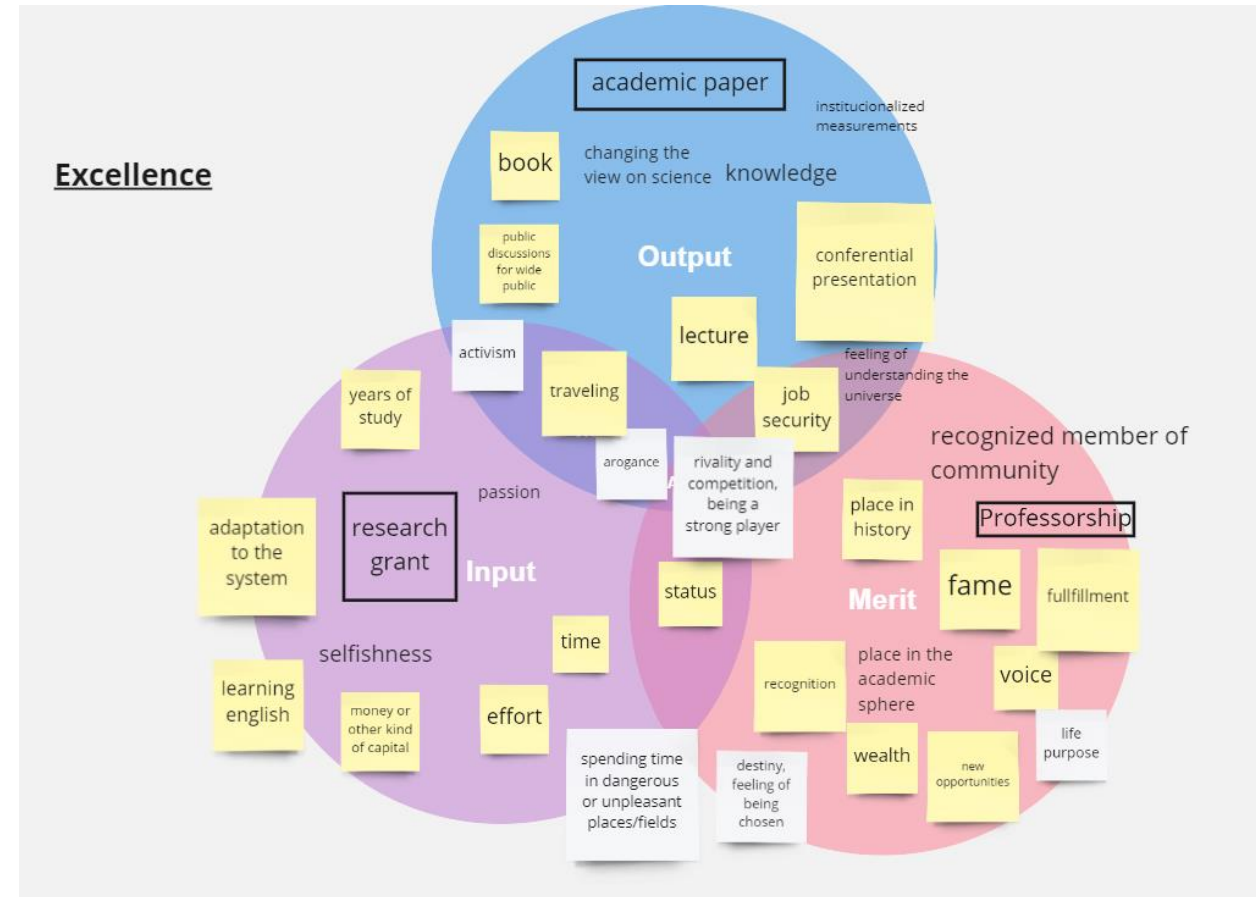 Excellence
academic paper
institucionalized
measurements
book
changing the
view on science
knowledge
public
discussions
for wide
public
Output
conferential
presentation
lecture
activism
traveling
feeling of
understanding the
universe
job
security
years of
study
arogance
rivality and
competition,
being a
strong player
recognized member of
community
passion
adaptation
to the
system
research
grant
Input
place in
history
Professorship
status
Merit
fame
fullfillment
time
selfishness
recognition
place in the
academic
sphere
voice
learning
english
money or
other kind
of capital
effort
life
purpose
spending time
in dangerous
or unpleasant
places/fields
destiny,
feeling of
being
chosen
wealth
new
opportunities